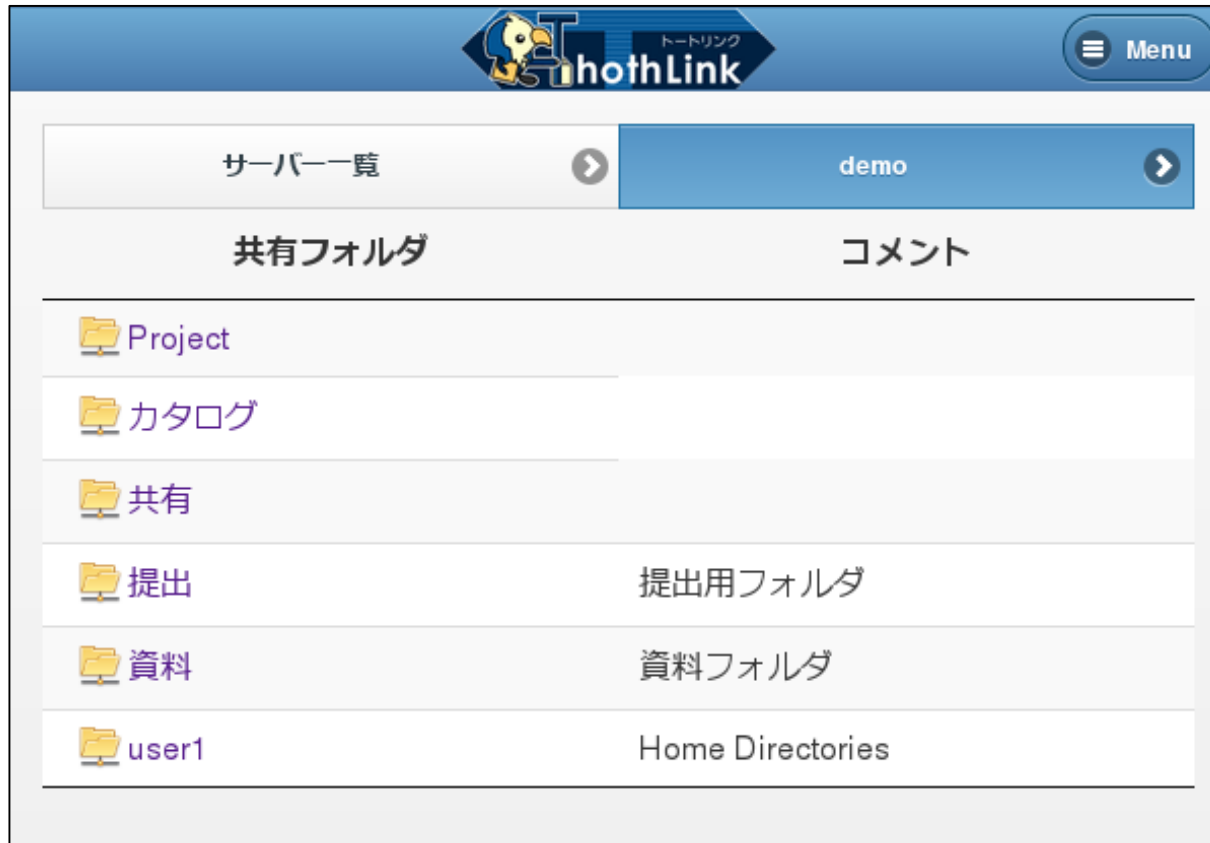 トートリンク
ThothLink
Menu
サーバー一覧
demo
共有フォルダ コメント
Project
カタログ
共有
提出 提出用フォルダ
資料 資料フォルダ
user1 Home Directories